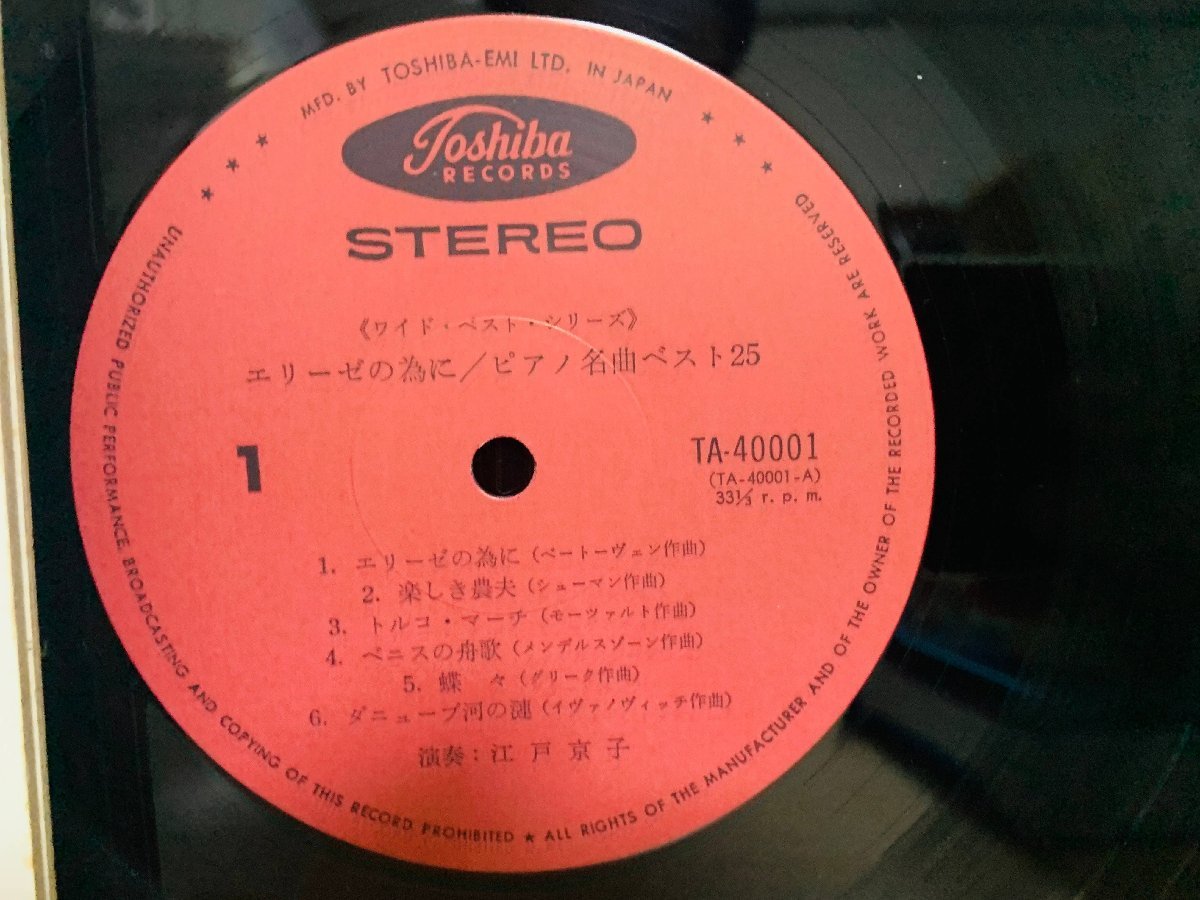 MFD. BY TOSHIBA-EMI LTD. IN JAPAN
Toshiba
RECORDS
STEREO
《ワイド・ベスト・シリーズ》
エリーゼの為に/ピアノ名曲ベスト25
1
TA-40001
(TA-40001-A)
33⅓ r. p. m.
1. エリーゼの為に (ベートーヴェン作曲)
2. 楽しき農夫 (シューマン作曲)
3. トルコ・マーチ (モーツァルト作曲)
4. ベニスの舟歌 (メンデルスゾーン作曲)
5. 蝶々 (グリーク作曲)
6. ダニューブ河の漣 (イヴァノヴィッチ作曲)
演奏:江戸京子
UNAUTHORIZED PUBLIC PERFORMANCE, BROADCASTING AND COPYING OF THIS RECORD PROHIBITED ★ ALL RIGHTS OF THE MANUFACTURER AND OF THE OWNER OF THE RECORDED WORK ARE RESERVED